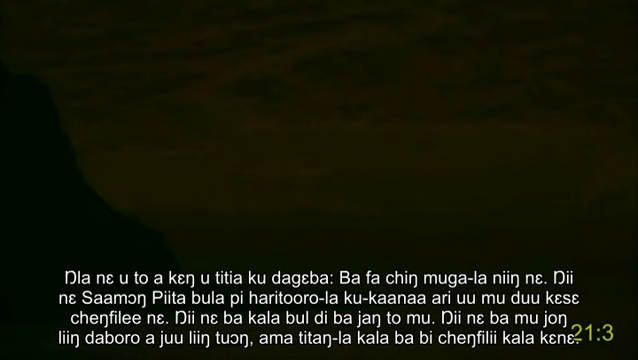 Ŋla nɛ u to a kɛŋ u titia ku dagɛba: Ba fa chiŋ muga-la niiŋ nɛ. Ŋii
nɛ Saamɔŋ Piita bula pi haritooro-la ku-kaanaa ari uu mu duu kɛsɛ
cheŋfilee nɛ. Ŋii nɛ ba kala bul di ba jaŋ to mu. Ŋii nɛ ba mu joŋ
liiŋ daboro a juu liiŋ tuɔŋ, ama titaŋ-la kala ba bi cheŋfilii kala kɛnɛ.
21:3